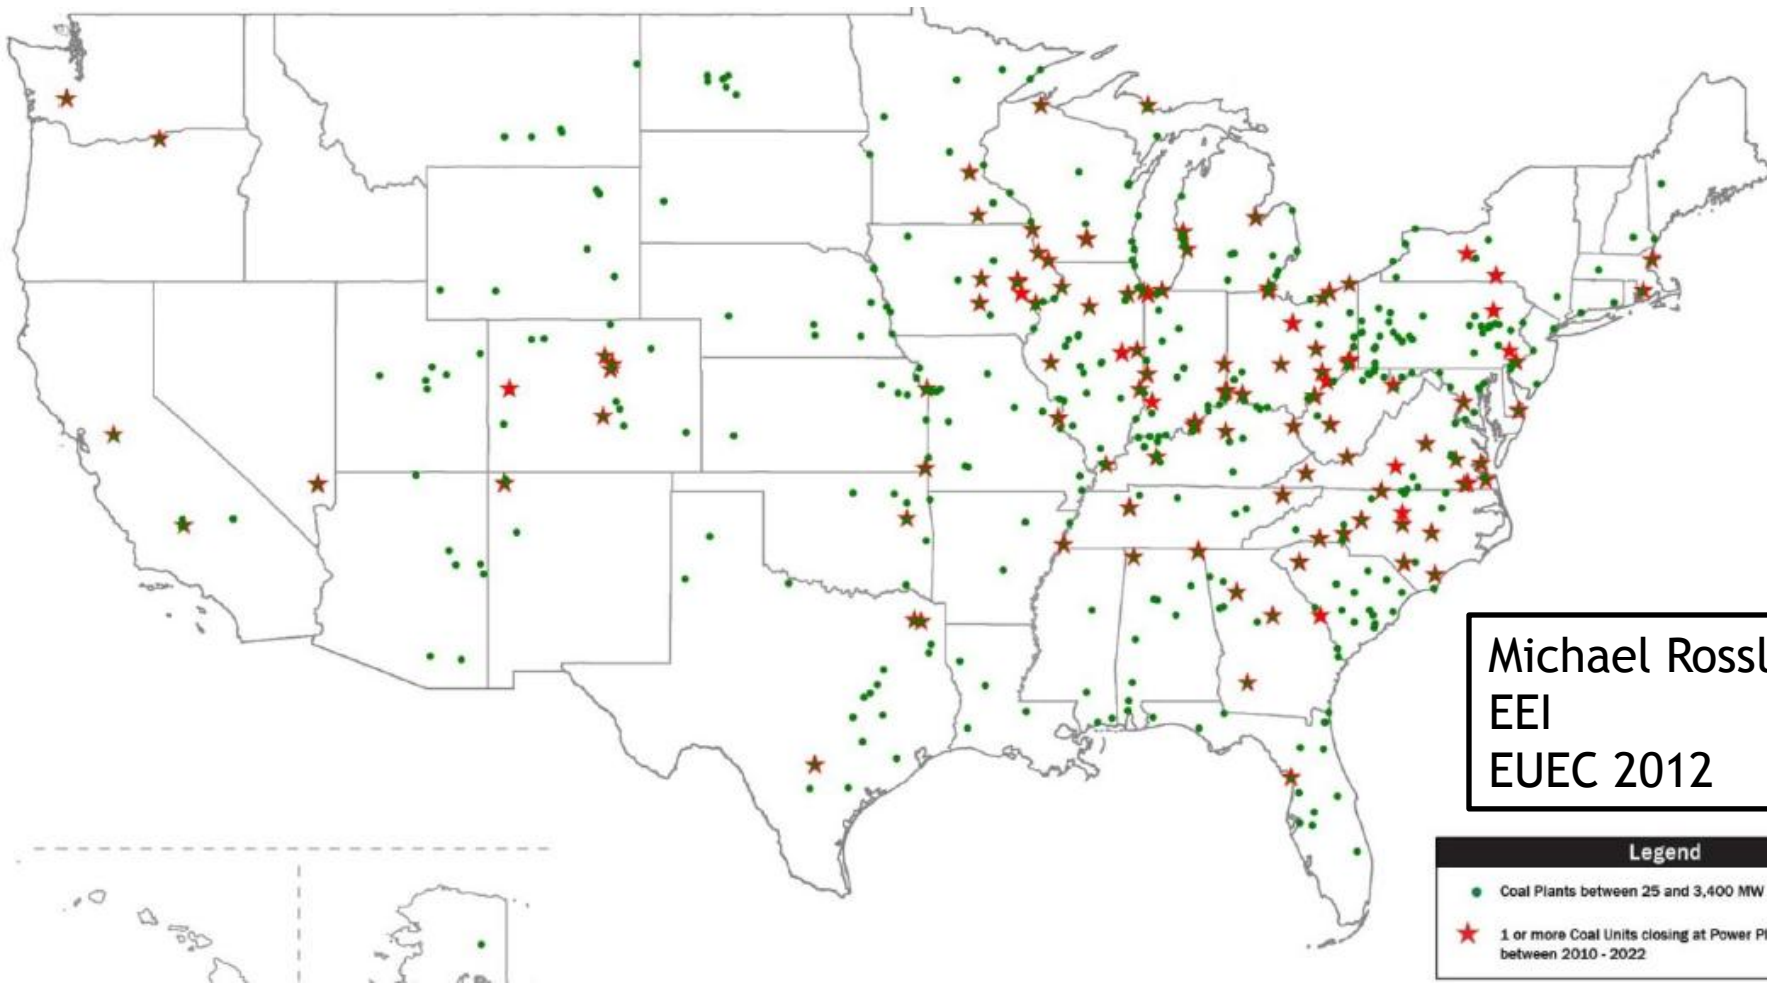 Michael Rossl
EEI
EUEC 2012
Legend
Coal Plants between 25 and 3,400 MW
1 or more Coal Units closing at Power Pl
between 2010 - 2022